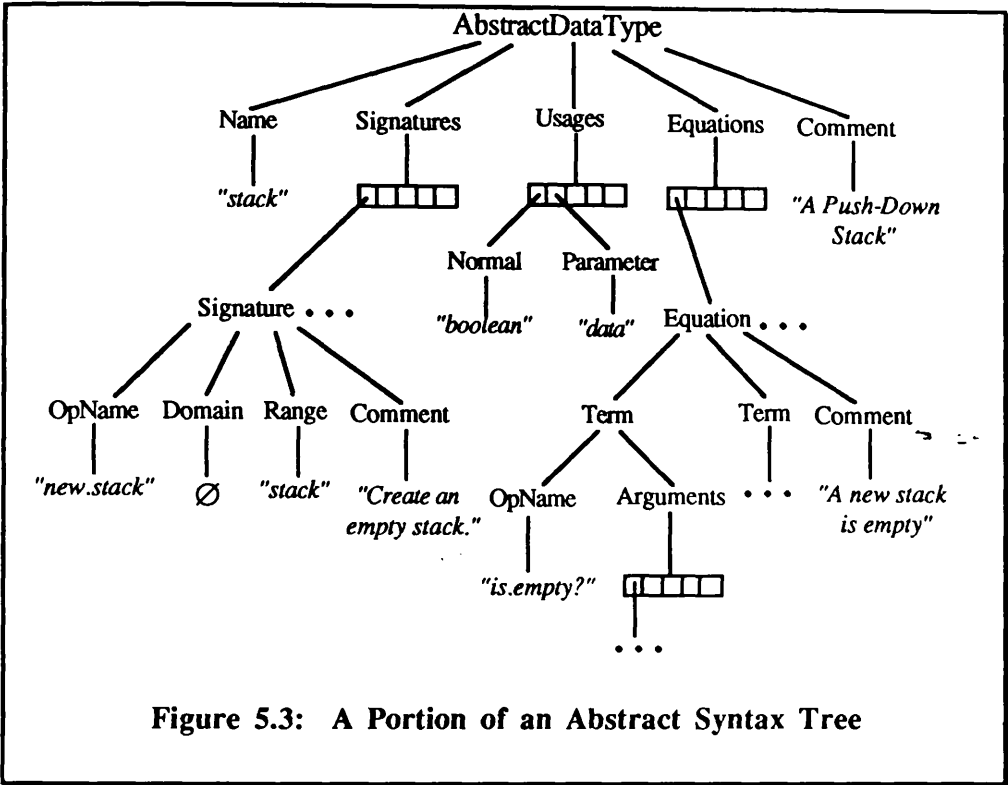 AbstractDataType
Name Signatures Usages Equations Comment
"stack"
"A Push-Down
Stack"
Normal Parameter
"boolean" "data"
Signature . . .
Equation . . .
OpName Domain Range Comment
"new.stack" ∅ "stack" "Create an
empty stack."
Term Term Comment
OpName Arguments . . . "A new stack
is empty"
"is.empty?"
. . .
Figure 5.3: A Portion of an Abstract Syntax Tree